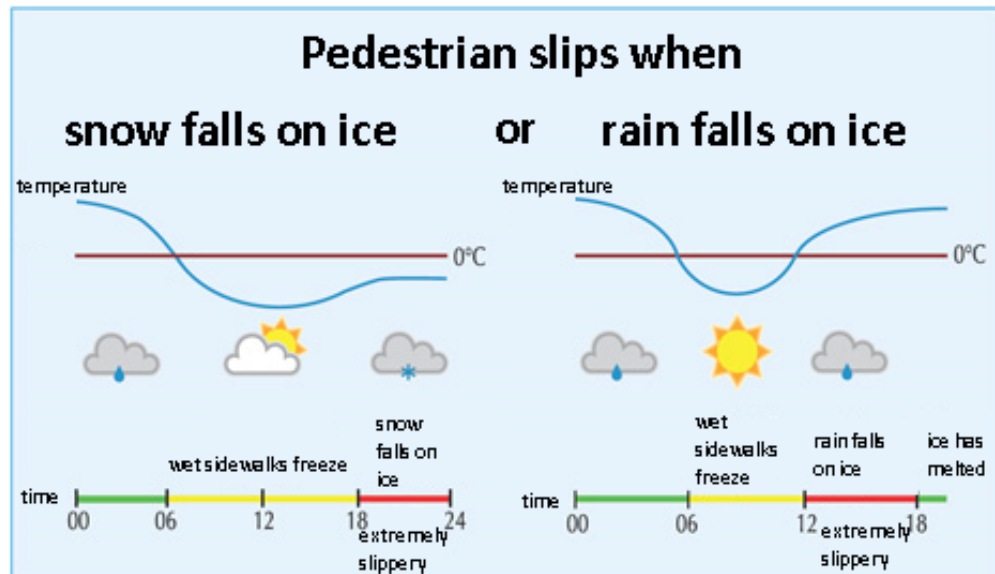 Pedestrian slips when
snow falls on ice or rain falls on ice
temperature
0°C
snow
falls on
ice
wet sidewalks freeze
time
00 06 12 18 24
extremely
slippery
temperature
0°C
wet
sidewalks
freeze
rain falls
on ice
ice has
melted
time
00 06 12 18
extremely
slippery